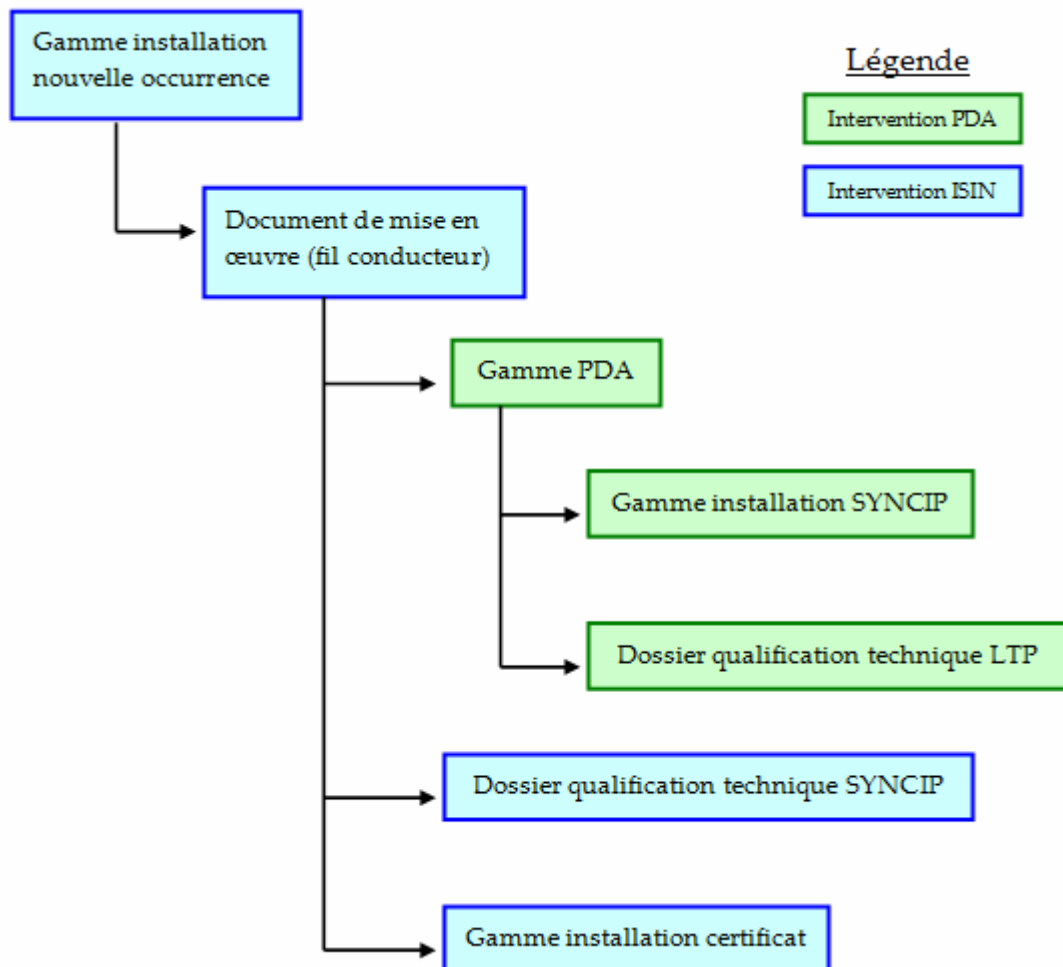 Gamme installation
nouvelle occurrence
Légende
Intervention PDA
Intervention ISIN
Document de mise en
œuvre (fil conducteur)
Gamme PDA
Gamme installation SYNCIP
Dossier qualification technique LTP
Dossier qualification technique SYNCIP
Gamme installation certificat